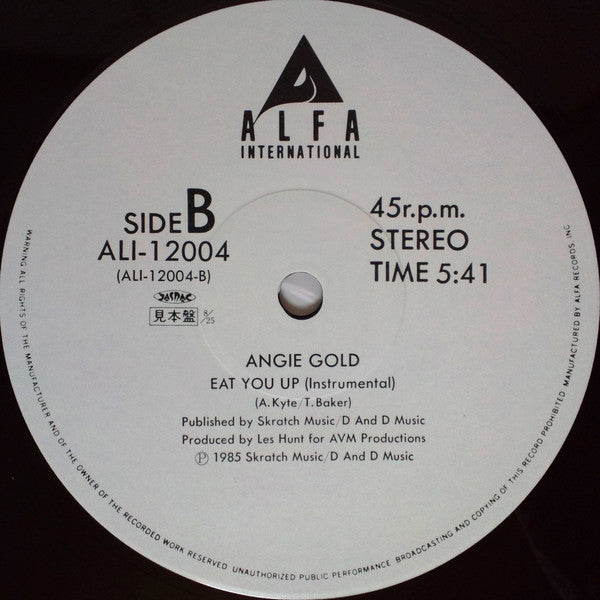 ALFA
INTERNATIONAL
SIDE B
ALI-12004
(ALI-12004-B)
JASRAC
見本盤 8/25
45r.p.m.
STEREO
TIME 5:41
ANGIE GOLD
EAT YOU UP (Instrumental)
(A.Kyte/T.Baker)
Published by Skratch Music/D And D Music
Produced by Les Hunt for AVM Productions
Ⓟ 1985 Skratch Music/D And D Music
WARNING ALL RIGHTS OF THE MANUFACTURER AND OF THE OWNER OF THE RECORDED WORK RESERVED UNAUTHORIZED PUBLIC PERFORMANCE BROADCASTING AND COPYING OF THIS RECORD PROHIBITED MANUFACTURED BY ALFA RECORDS, INC